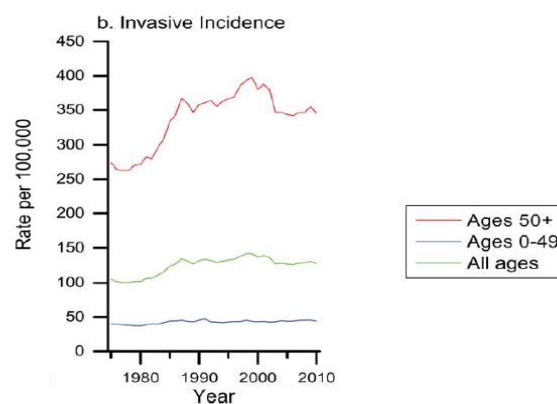 b. Invasive Incidence
450
400
350
300
250
200
150
100
50
0
Rate per 100,000
1980
1990
2000
2010
Year
Ages 50+
Ages 0-49
All ages